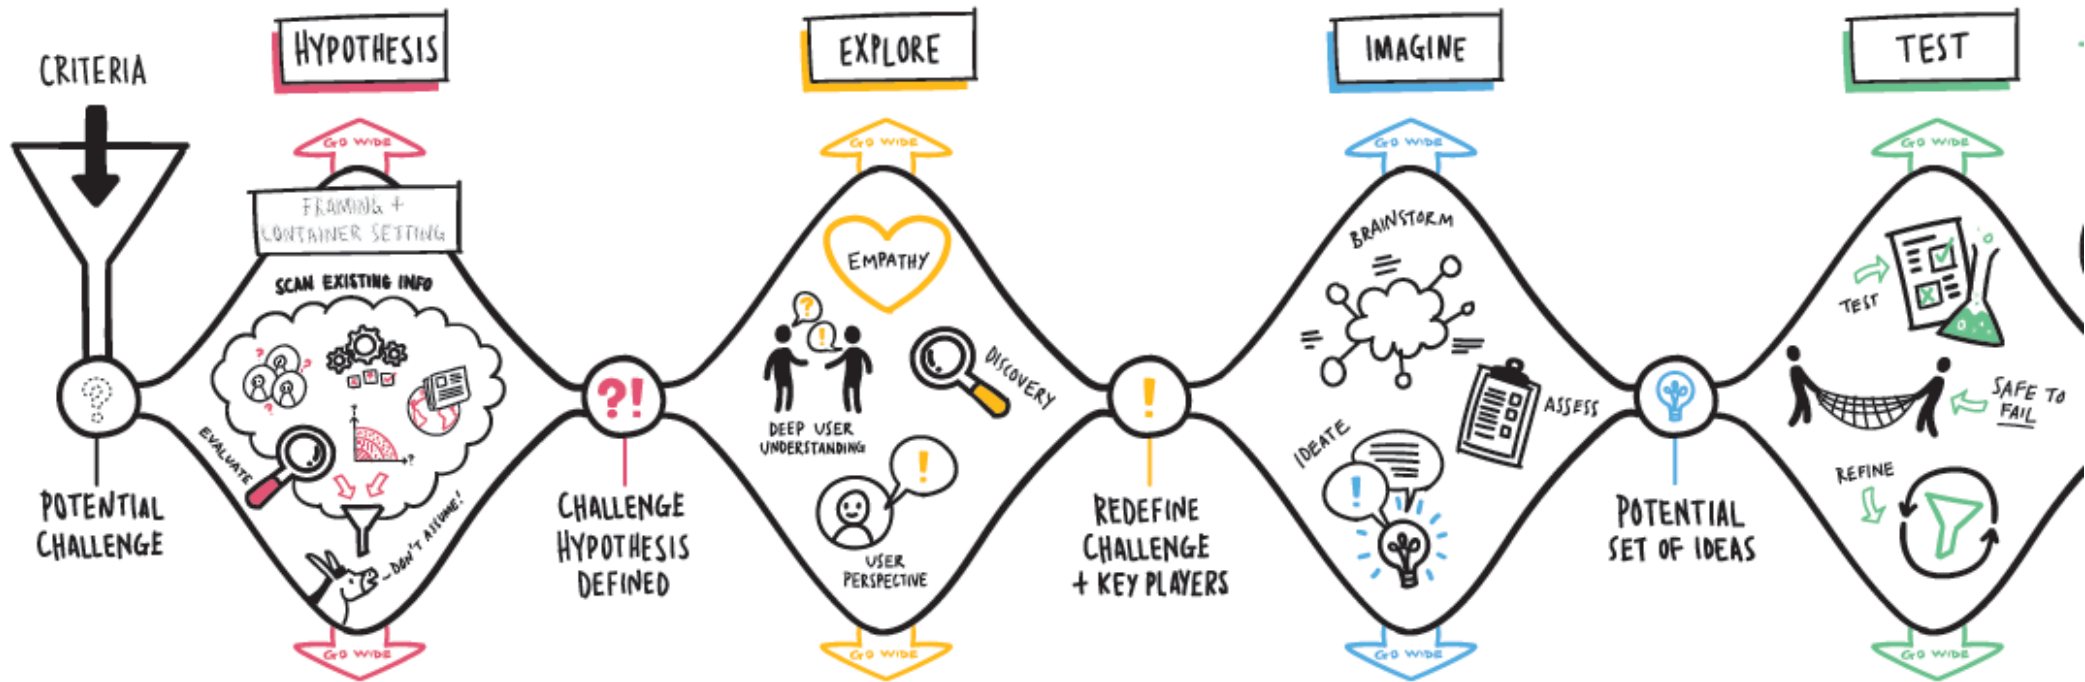 CRITERIA
POTENTIAL
CHALLENGE
HYPOTHESIS
GO WIDE
FRAMING +
CONTAINER SETTING
SCAN EXISTING INFO
EVALUATE
DON'T ASSUME!
GO WIDE
?!
CHALLENGE
HYPOTHESIS
DEFINED
EXPLORE
GO WIDE
EMPATHY
DEEP USER
UNDERSTANDING
DISCOVERY
USER
PERSPECTIVE
GO WIDE
!
REDEFINE
CHALLENGE
+ KEY PLAYERS
IMAGINE
GO WIDE
BRAINSTORM
ASSESS
IDEATE
GO WIDE
POTENTIAL
SET OF IDEAS
TEST
GO WIDE
TEST
SAFE TO
FAIL
REFINE
GO WIDE